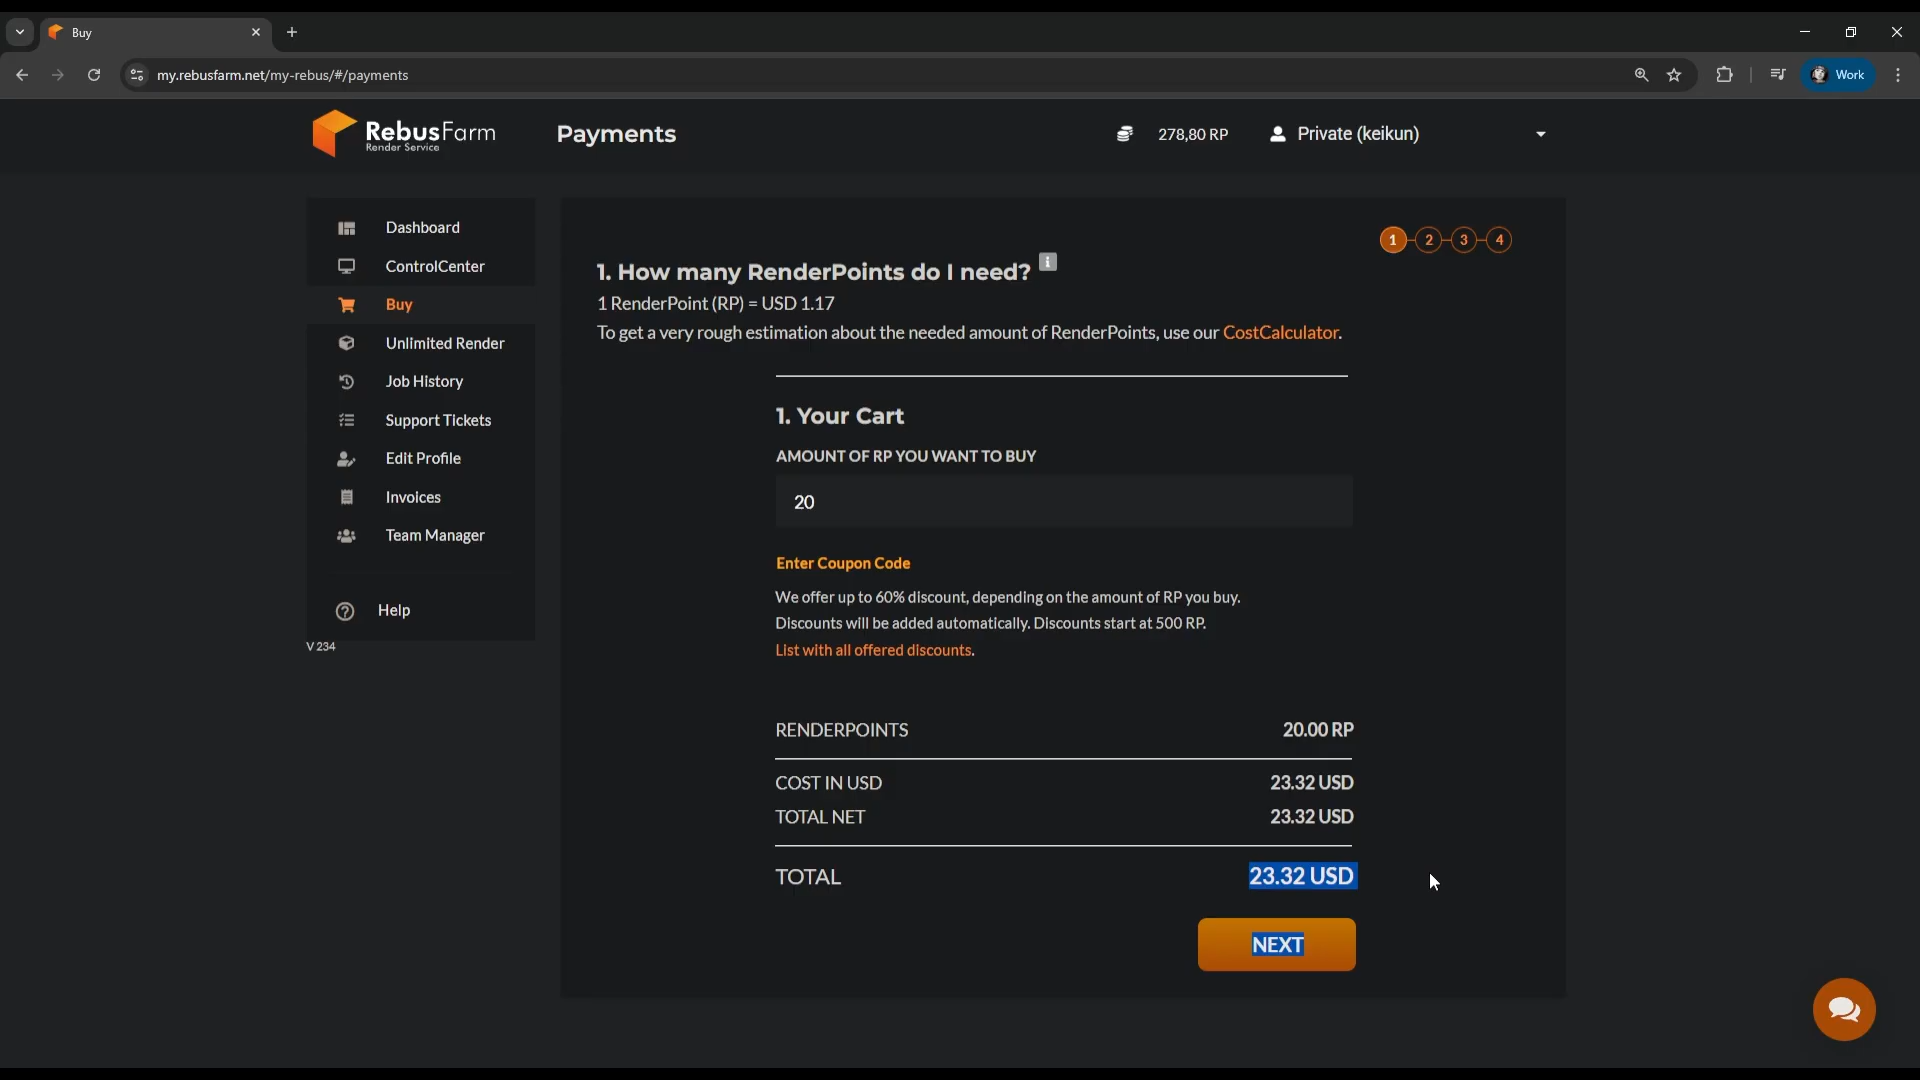 Buy
my.rebusfarm.net/my-rebus/#/payments
Work
RebusFarm
Render Service
Payments
278,80 RP
Private (keikun)
Dashboard
ControlCenter
Buy
Unlimited Render
Job History
Support Tickets
Edit Profile
Invoices
Team Manager
Help
V 234
1 2 3 4
1. How many RenderPoints do I need? i
1 RenderPoint (RP) = USD 1.17
To get a very rough estimation about the needed amount of RenderPoints, use our CostCalculator.
1. Your Cart
AMOUNT OF RP YOU WANT TO BUY
20
Enter Coupon Code
We offer up to 60% discount, depending on the amount of RP you buy.
Discounts will be added automatically. Discounts start at 500 RP.
List with all offered discounts.
RENDERPOINTS 20.00 RP
COST IN USD 23.32 USD
TOTAL NET 23.32 USD
TOTAL 23.32 USD
NEXT